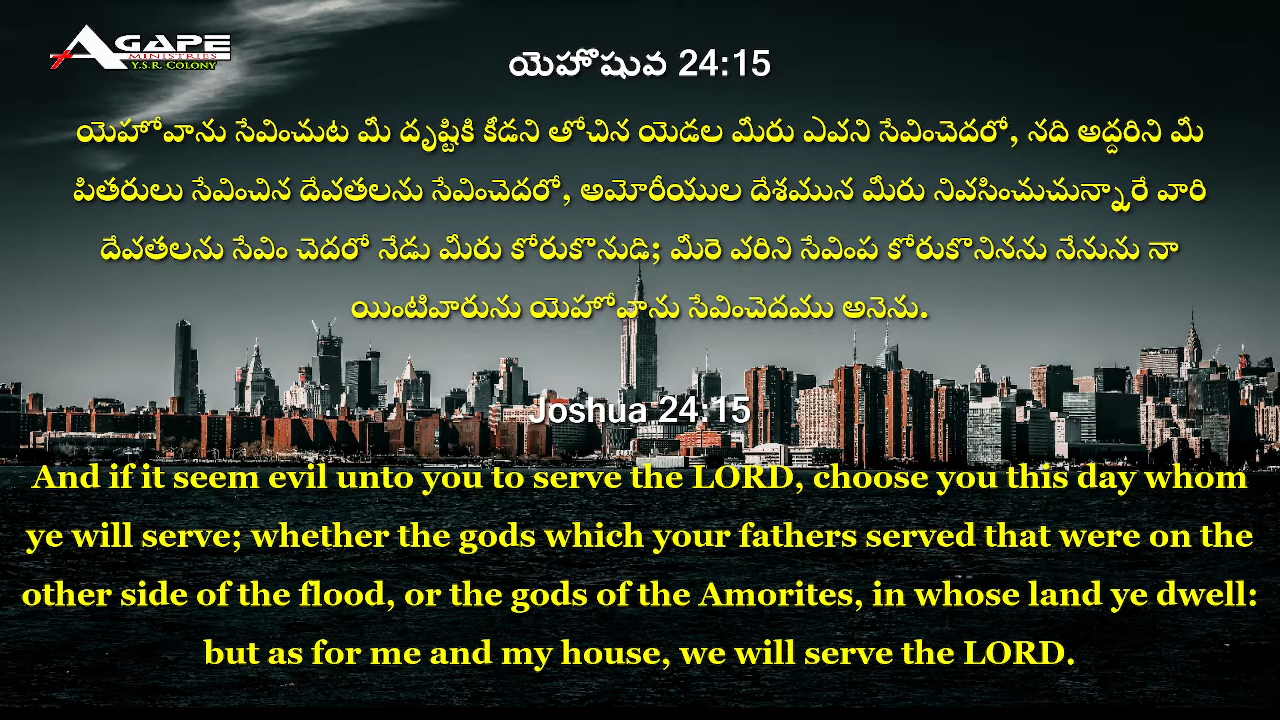 AGAPE
MINISTRIES
Y.S.R. COLONY
యెహొషువ 24:15
యెహోవాను సేవించుట మీ దృష్టికి కీడని తోచిన యెడల మీరు ఎవని సేవించెదరో, నది అద్దరిని మీ
పితరులు సేవించిన దేవతలను సేవించెదరో, అమోరీయుల దేశమున మీరు నివసించుచున్నారే వారి
దేవతలను సేవిం చెదరో నేడు మీరు కోరుకొనుడి; మీరె వరిని సేవింప కోరుకొనినను నేనును నా
యింటివారును యెహోవాను సేవించెదము అనెను.
Joshua 24:15
And if it seem evil unto you to serve the LORD, choose you this day whom
ye will serve; whether the gods which your fathers served that were on the
other side of the flood, or the gods of the Amorites, in whose land ye dwell:
but as for me and my house, we will serve the LORD.